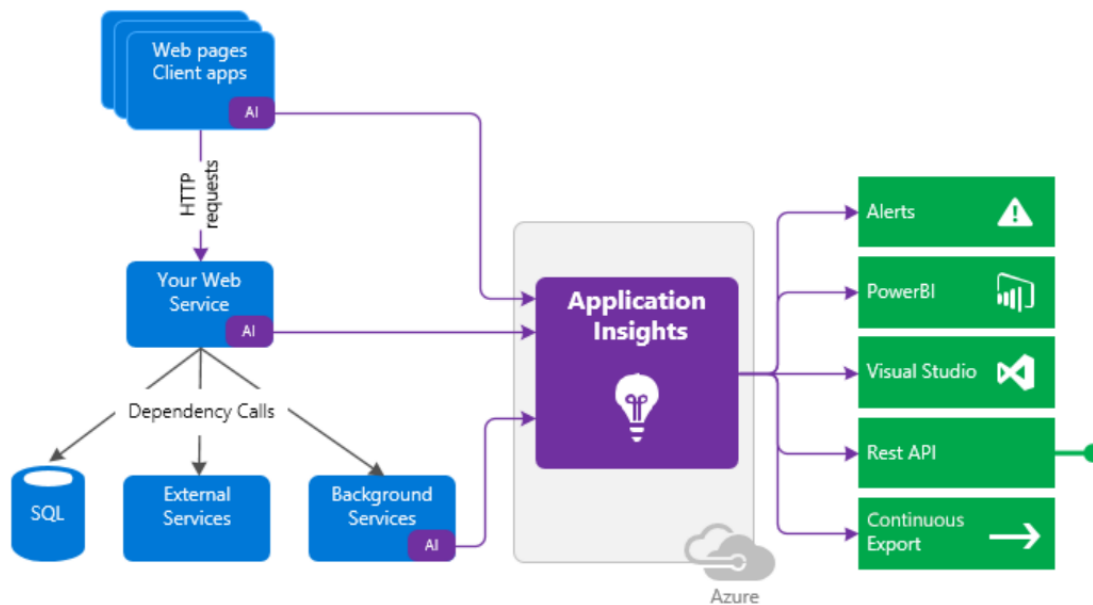 Web pages
Client apps
AI
HTTP
requests
Your Web
Service
AI
Dependency Calls
SQL
External
Services
Background
Services
AI
Application
Insights
Azure
Alerts
PowerBI
Visual Studio
Rest API
Continuous
Export